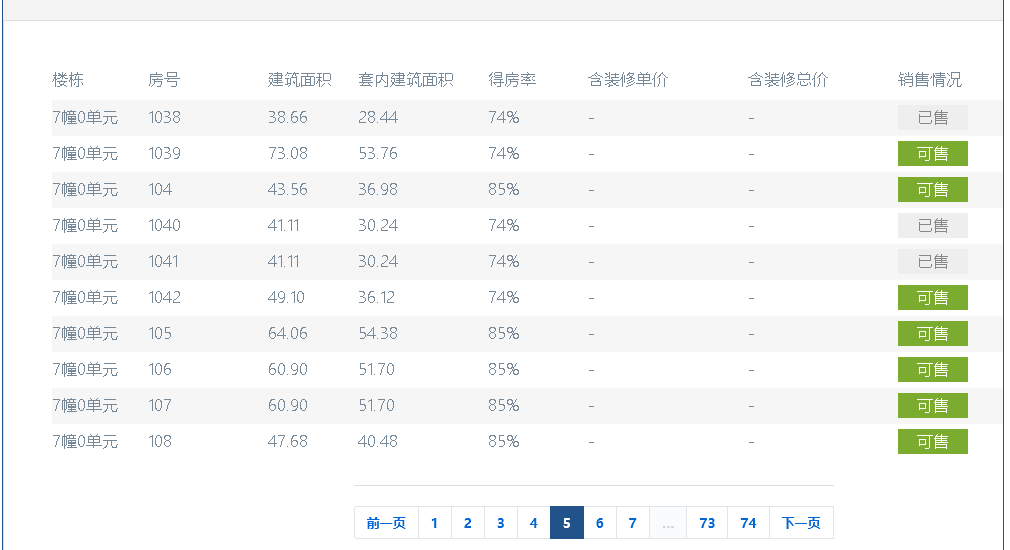 楼栋 房号 建筑面积 套内建筑面积 得房率 含装修单价 含装修总价 销售情况
7幢0单元 1038 38.66 28.44 74% - - 已售
7幢0单元 1039 73.08 53.76 74% - - 可售
7幢0单元 104 43.56 36.98 85% - - 可售
7幢0单元 1040 41.11 30.24 74% - - 已售
7幢0单元 1041 41.11 30.24 74% - - 已售
7幢0单元 1042 49.10 36.12 74% - - 可售
7幢0单元 105 64.06 54.38 85% - - 可售
7幢0单元 106 60.90 51.70 85% - - 可售
7幢0单元 107 60.90 51.70 85% - - 可售
7幢0单元 108 47.68 40.48 85% - - 可售
前一页 1 2 3 4 5 6 7 ... 73 74 下一页